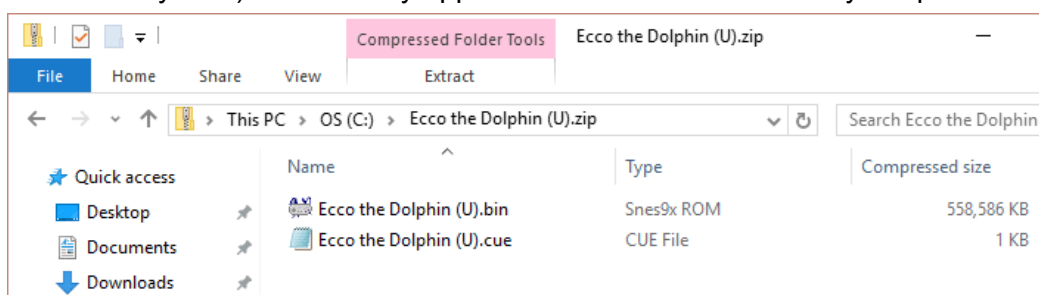 Compressed Folder Tools Ecco the Dolphin (U).zip
File Home Share View Extract
This PC > OS (C:) > Ecco the Dolphin (U).zip Search Ecco the Dolphin
Name Type Compressed size
Quick access
Desktop Ecco the Dolphin (U).bin Snes9x ROM 558,586 KB
Documents Ecco the Dolphin (U).cue CUE File 1 KB
Downloads